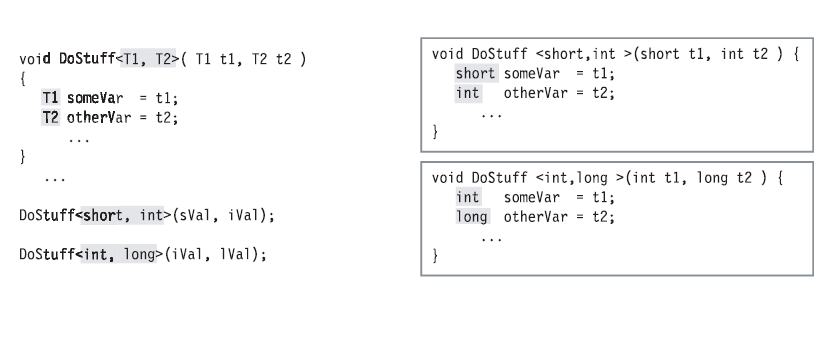 void DoStuff<T1, T2>( T1 t1, T2 t2 )
{
T1 someVar = t1;
T2 otherVar = t2;
...
}
...
DoStuff<short, int>(sVal, iVal);
DoStuff<int, long>(iVal, lVal);
void DoStuff <short,int >(short t1, int t2 ) {
short someVar = t1;
int otherVar = t2;
...
}
void DoStuff <int,long >(int t1, long t2 ) {
int someVar = t1;
long otherVar = t2;
...
}